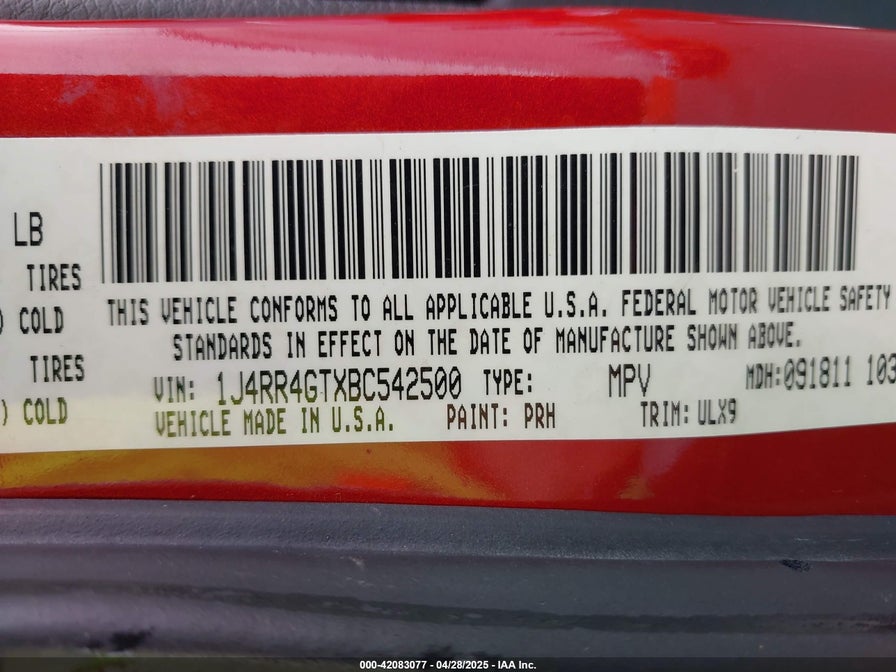 LB
TIRES
) COLD
TIRES
) COLD
THIS VEHICLE CONFORMS TO ALL APPLICABLE U.S.A. FEDERAL MOTOR VEHICLE SAFETY
STANDARDS IN EFFECT ON THE DATE OF MANUFACTURE SHOWN ABOVE.
VIN: 1J4RR4GTXBC542500 TYPE: MPV MDH:091811 103
VEHICLE MADE IN U.S.A. PAINT: PRH TRIM: ULX9
000-42083077 - 04/28/2025 - IAA Inc.